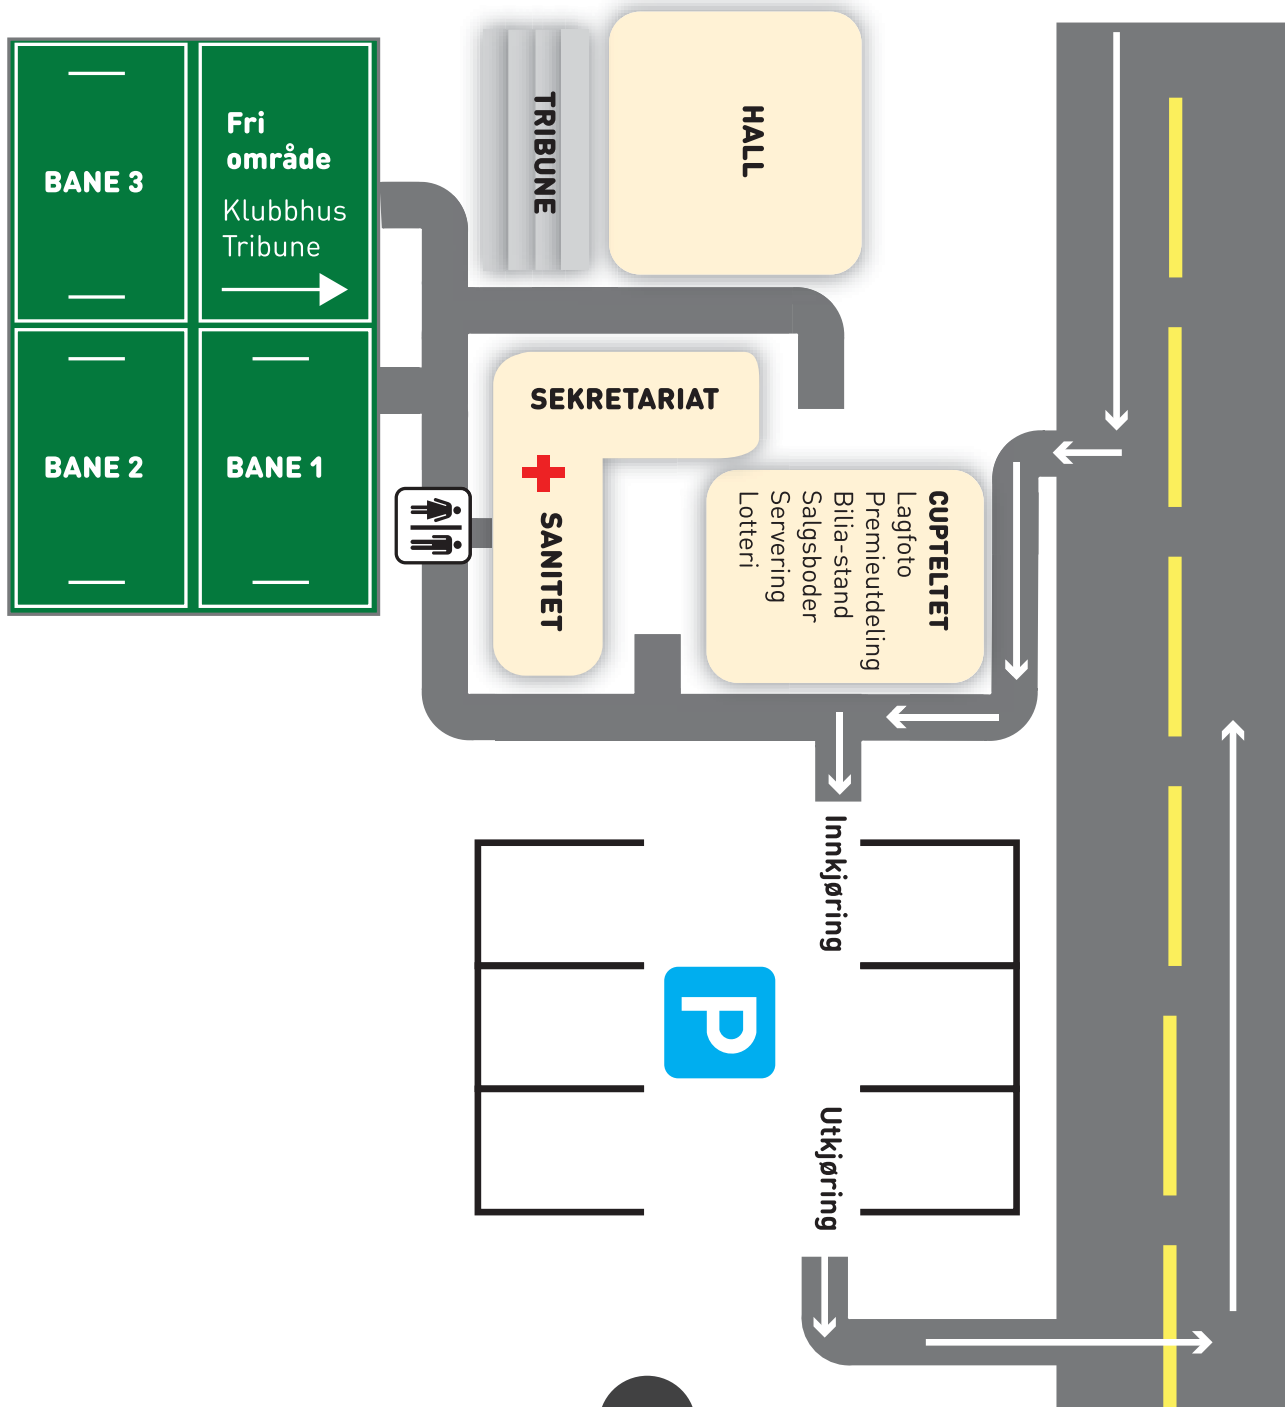 BANE 3
Fri
område
Klubbhus
Tribune
BANE 2
BANE 1
TRIBUNE
HALL
SEKRETARIAT
SANITET
CUPTELTET
Lagfoto
Premieutdeling
Bilia-stand
Salgsboder
Servering
Lotteri
Innkjøring
P
Utkjøring